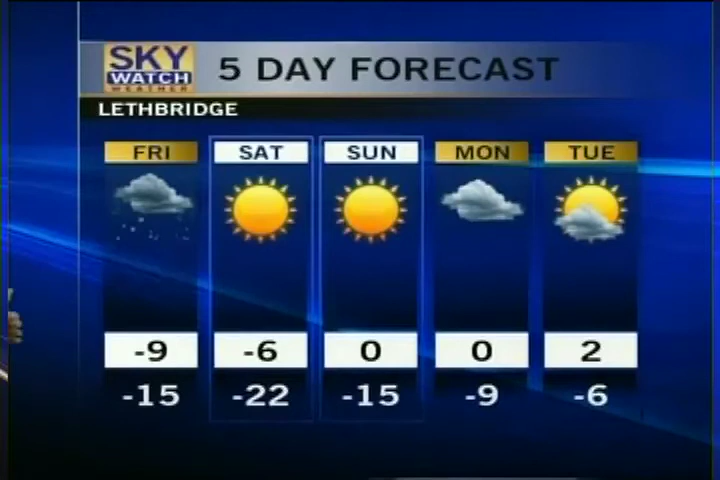 SKY
WATCH
WEATHER
5 DAY FORECAST
LETHBRIDGE
FRI SAT SUN MON TUE
-9 -6 0 0 2
-15 -22 -15 -9 -6